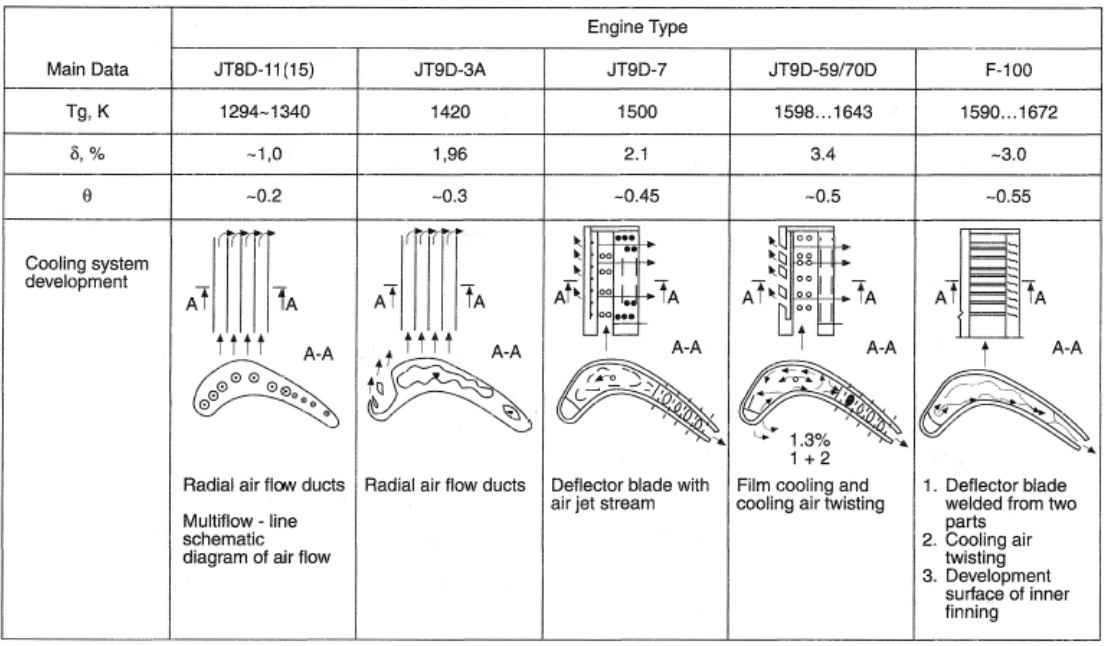 Engine Type
Main Data
JT8D-11(15)
JT9D-3A
JT9D-7
JT9D-59/70D
F-100
Tg, K
1294~1340
1420
1500
1598...1643
1590...1672
δ, %
~1,0
1,96
2.1
3.4
~3.0
θ
~0.2
~0.3
~0.45
~0.5
~0.55
Cooling system
development
A
A
A-A
Radial air flow ducts
Multiflow - line
schematic
diagram of air flow
A
A
A-A
Radial air flow ducts
A
A
A-A
Deflector blade with
air jet stream
A
A
A-A
1.3%
1 + 2
Film cooling and
cooling air twisting
A
A
A-A
1. Deflector blade
welded from two
parts
2. Cooling air
twisting
3. Development
surface of inner
finning